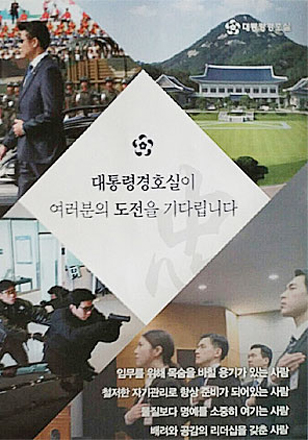 대통령경호실
대통령경호실이
여러분의 도전을 기다립니다
임무를 위해 목숨을 바칠 용기가 있는 사람
철저한 자기관리로 항상 준비가 되어있는 사람
물질보다 명예를 소중히 여기는 사람
배려와 공감의 리더십을 갖춘 사람